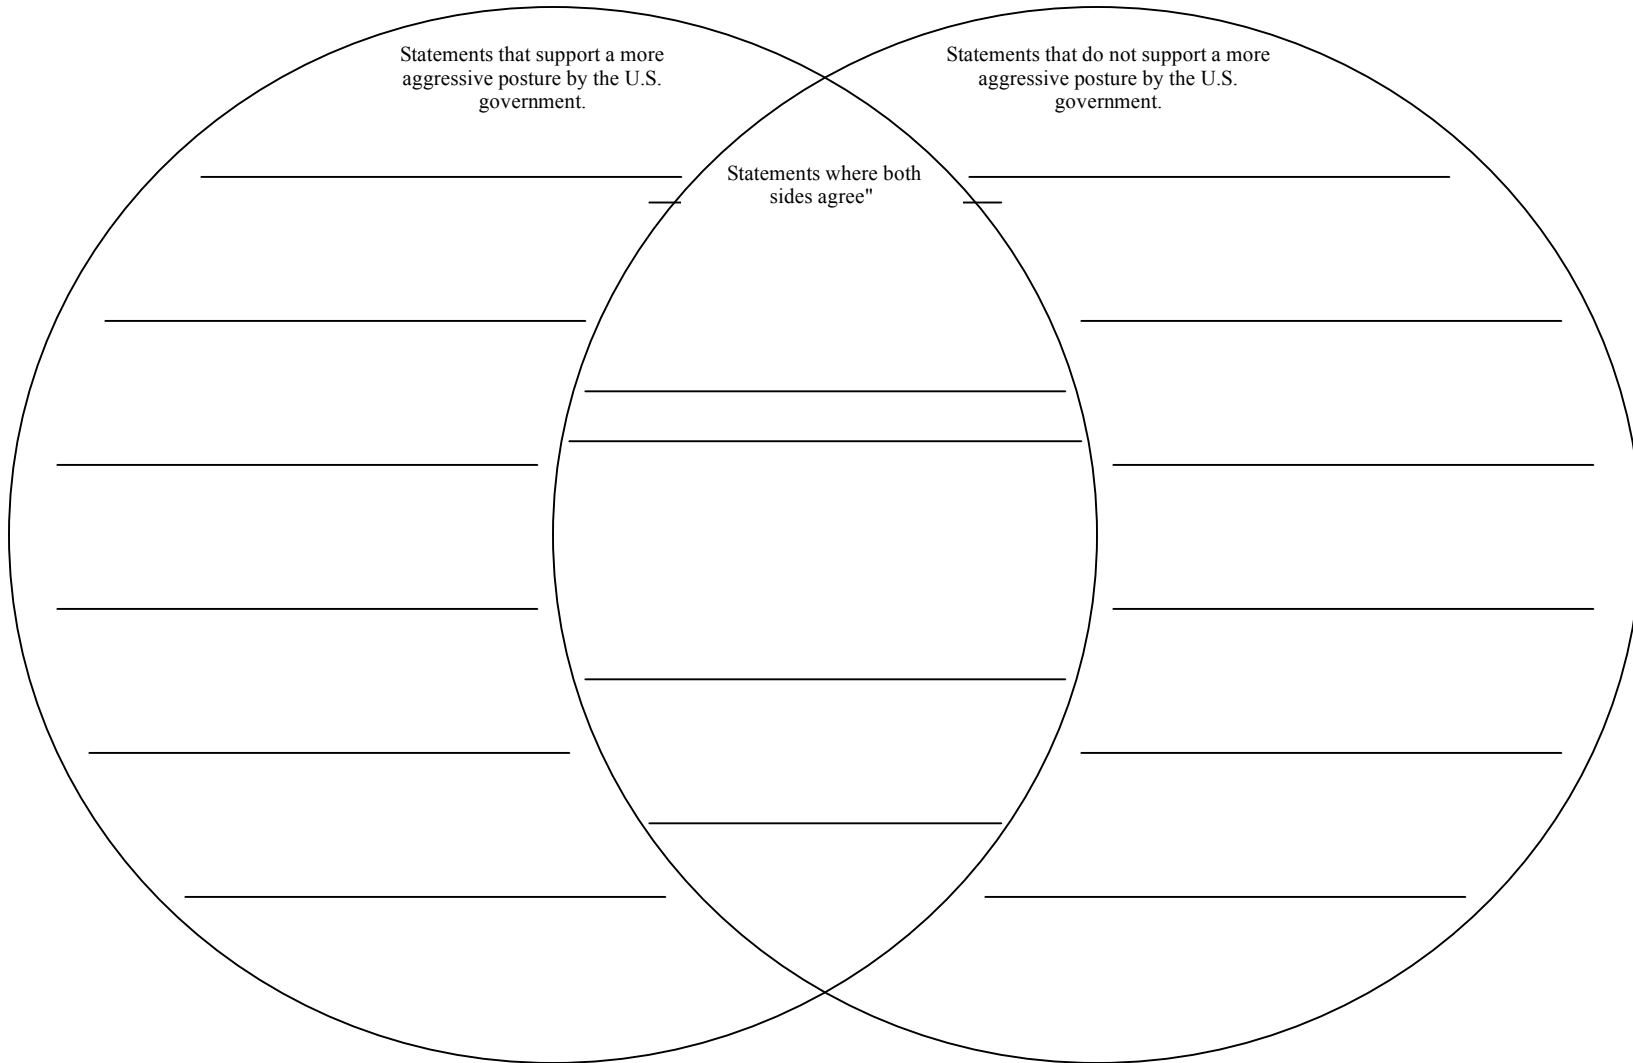 Statements that support a more
aggressive posture by the U.S.
government.
Statements that do not support a more
aggressive posture by the U.S.
government.
Statements where both
sides agree"